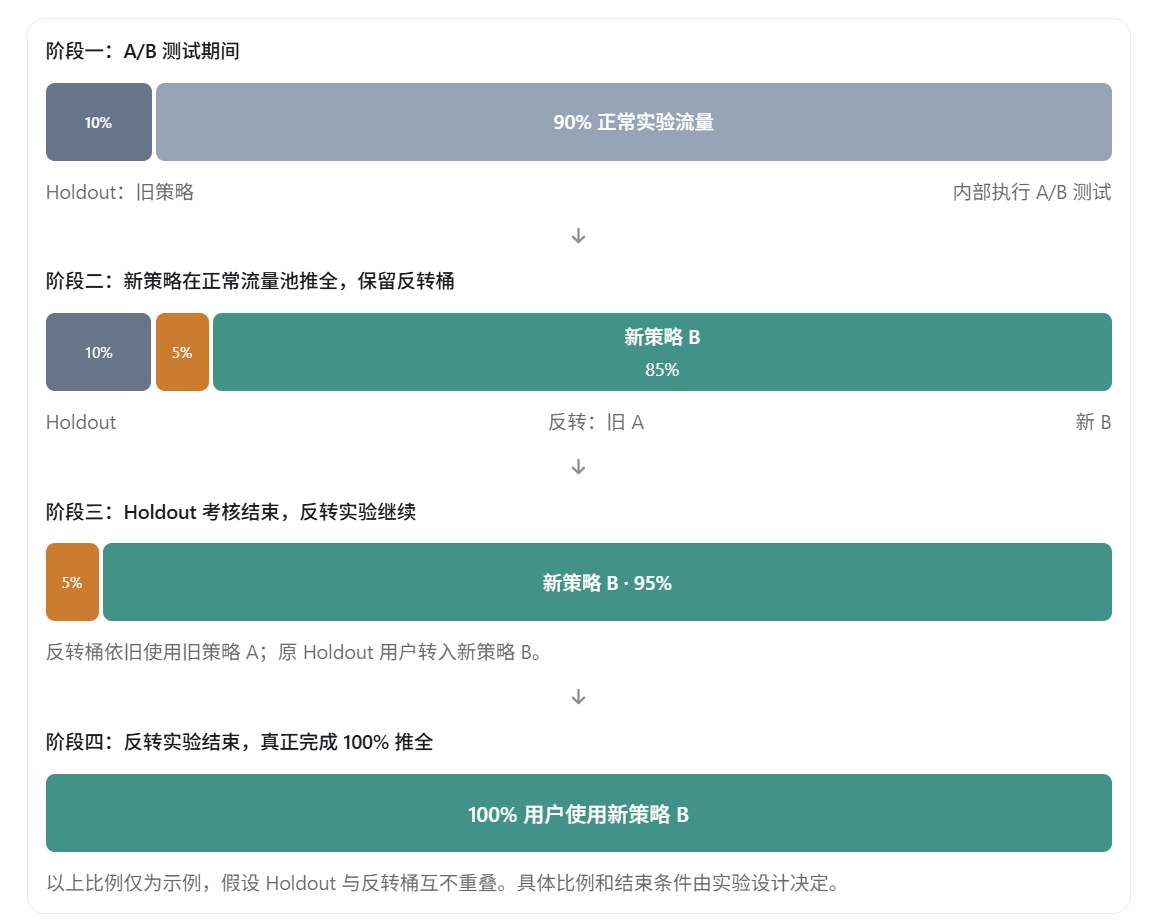 阶段一：A/B 测试期间
10%
90% 正常实验流量
Holdout：旧策略
内部执行 A/B 测试
↓
阶段二：新策略在正常流量池推全，保留反转桶
10%
5%
新策略 B
85%
Holdout
反转：旧 A
新 B
↓
阶段三：Holdout 考核结束，反转实验继续
5%
新策略 B · 95%
反转桶依旧使用旧策略 A；原 Holdout 用户转入新策略 B。
↓
阶段四：反转实验结束，真正完成 100% 推全
100% 用户使用新策略 B
以上比例仅为示例，假设 Holdout 与反转桶互不重叠。具体比例和结束条件由实验设计决定。